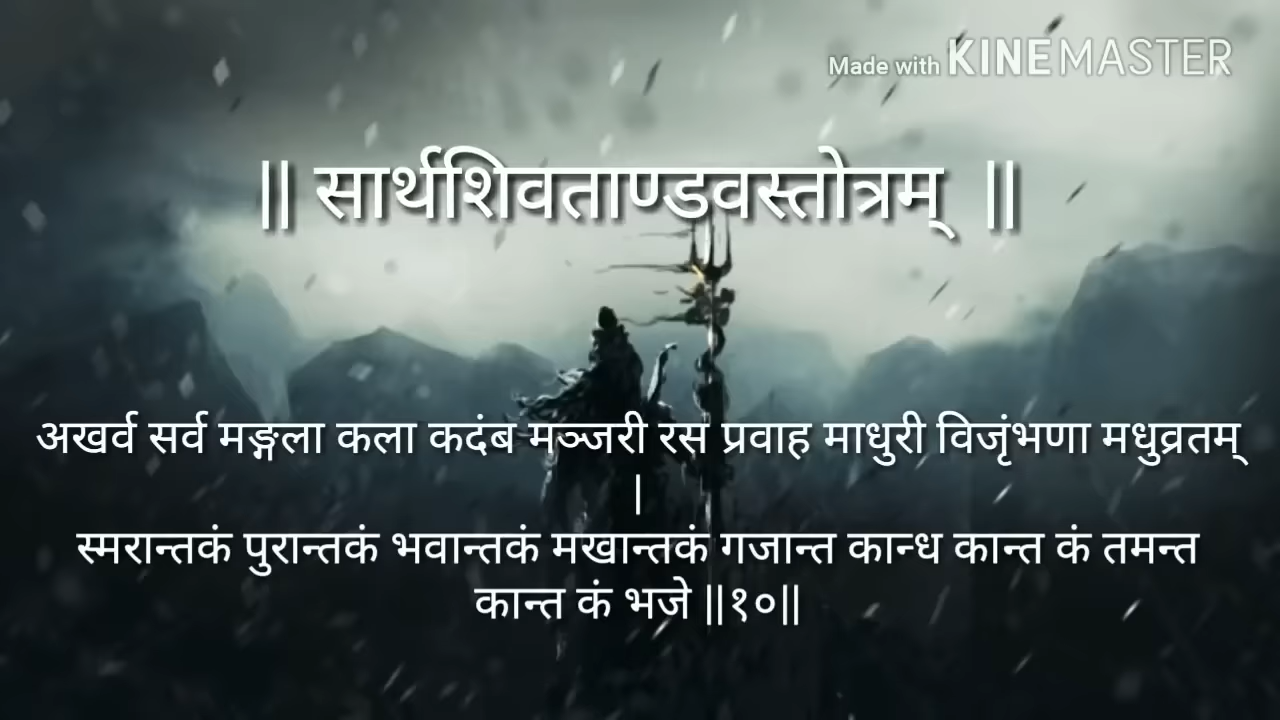 Made with KINEMASTER
|| सार्थशिवताण्डवस्तोत्रम् ||
अखर्व सर्व मङ्गला कला कदंब मञ्जरी रस प्रवाह माधुरी विजृंभणा मधुव्रतम्
|
स्मरान्तकं पुरान्तकं भवान्तकं मखान्तकं गजान्त कान्ध कान्त कं तमन्त
कान्त कं भजे ||१०||